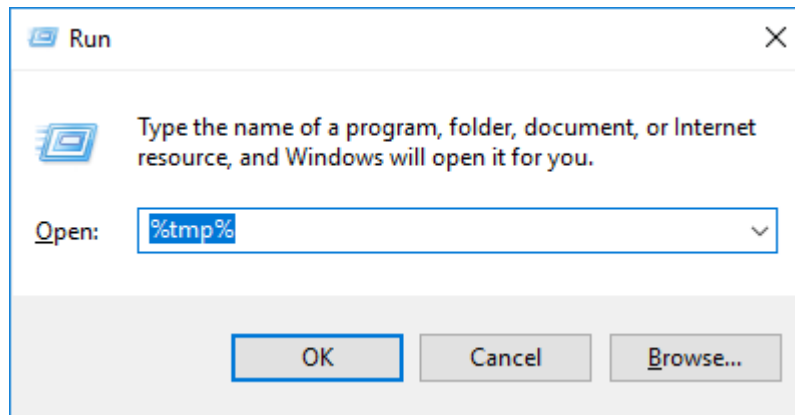 Run
Type the name of a program, folder, document, or Internet
resource, and Windows will open it for you.
Open: %tmp%
OK Cancel Browse...